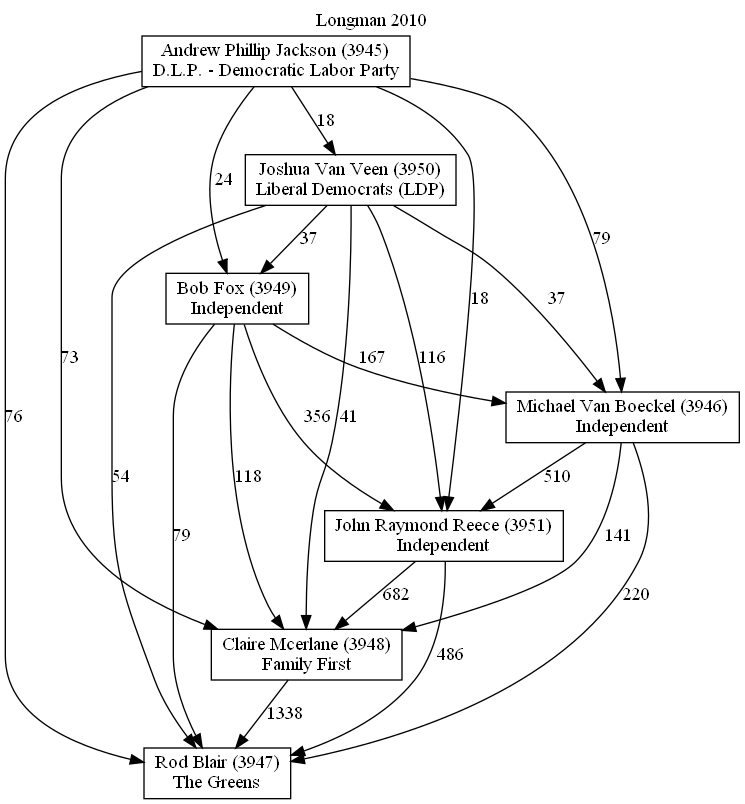 Longman 2010
Andrew Phillip Jackson (3945)
D.L.P. - Democratic Labor Party
18
Joshua Van Veen (3950)
Liberal Democrats (LDP)
24
37
79
Bob Fox (3949)
Independent
18
37
73
167
116
76
356
41
Michael Van Boeckel (3946)
Independent
54
118
510
79
John Raymond Reece (3951)
Independent
141
682
220
Claire Mcerlane (3948)
Family First
486
1338
Rod Blair (3947)
The Greens